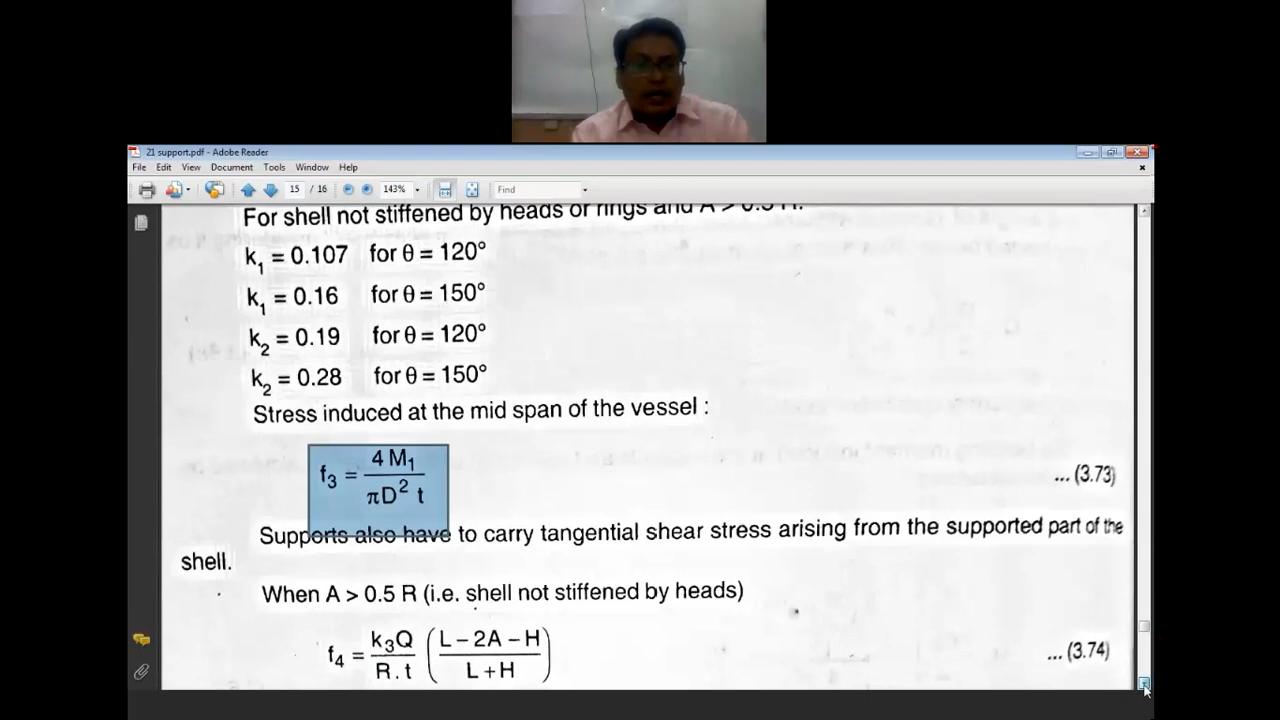 21 support.pdf - Adobe Reader
File Edit View Document Tools Window Help
15 / 16 143% Find
For shell not stiffened by heads or rings and A > 0.5 R.
k₁ = 0.107 for θ = 120°
k₁ = 0.16 for θ = 150°
k₂ = 0.19 for θ = 120°
k₂ = 0.28 for θ = 150°
Stress induced at the mid span of the vessel :
f₃ = 4 M₁ / πD² t ... (3.73)
Supports also have to carry tangential shear stress arising from the supported part of the
shell.
When A > 0.5 R (i.e. shell not stiffened by heads)
f₄ = k₃Q / R . t ( L – 2A – H / L + H ) ... (3.74)